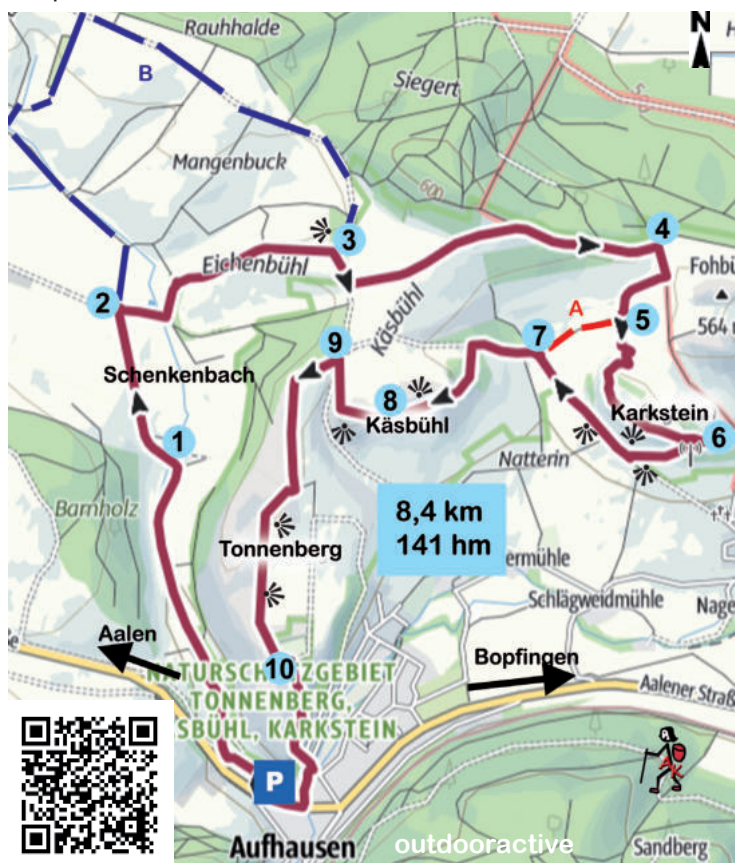 Rauhhalde
N
B
Siegert
Mangenbuck
600
3
4
Eichenbühl
Fohbü
2
A
5
564 m
Käsbühl
9
7
Schenkenbach
8
Karkstein
1
Käsbühl
6
Natterin
Barnholz
8,4 km
141 hm
Tonnenberg
ermühle
Schlägweidmühle
Nage
Aalen
Bopfingen
10
NATURSCHUTZGEBIET
TONNENBERG,
SBÜHL, KARKSTEIN
Aalener Straß
P
AK
Aufhausen
outdooractive
Sandberg